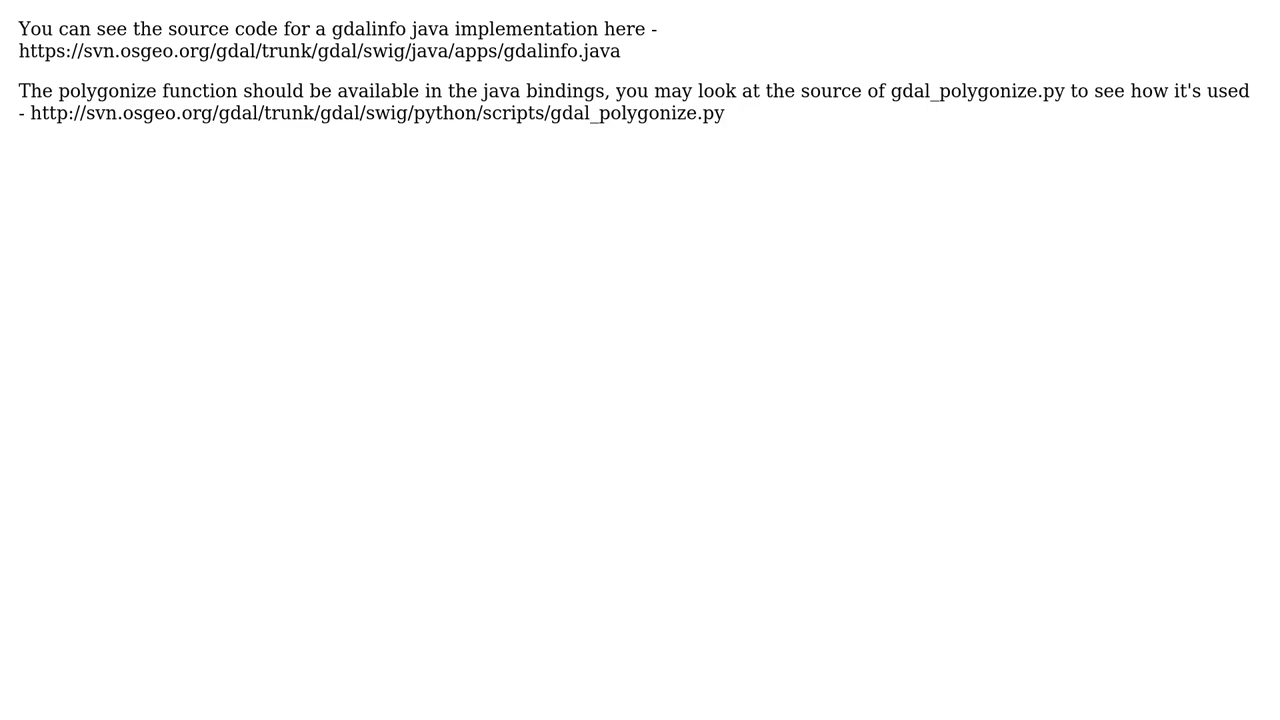 You can see the source code for a gdalinfo java implementation here -
https://svn.osgeo.org/gdal/trunk/gdal/swig/java/apps/gdalinfo.java
The polygonize function should be available in the java bindings, you may look at the source of gdal_polygonize.py to see how it's used
- http://svn.osgeo.org/gdal/trunk/gdal/swig/python/scripts/gdal_polygonize.py